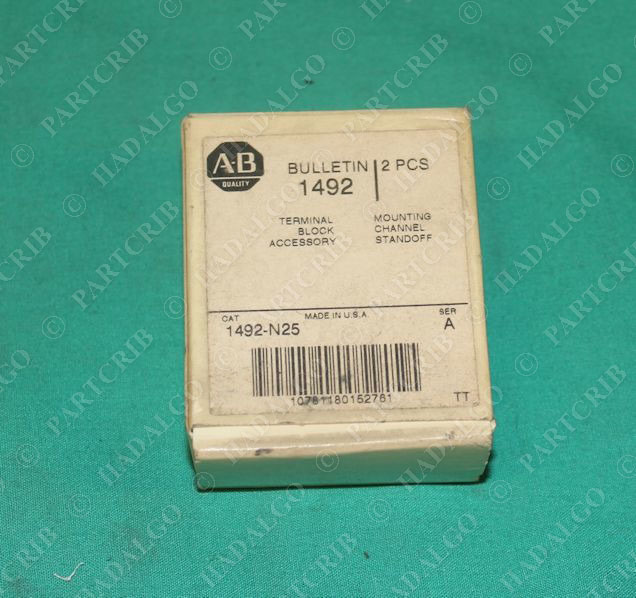 A-B
QUALITY
BULLETIN 1492
2 PCS
TERMINAL BLOCK ACCESSORY
MOUNTING CHANNEL STANDOFF
CAT
1492-N25
MADE IN U.S.A
SER
A
10781180152761
TT
© HADALGO PARTCRIB